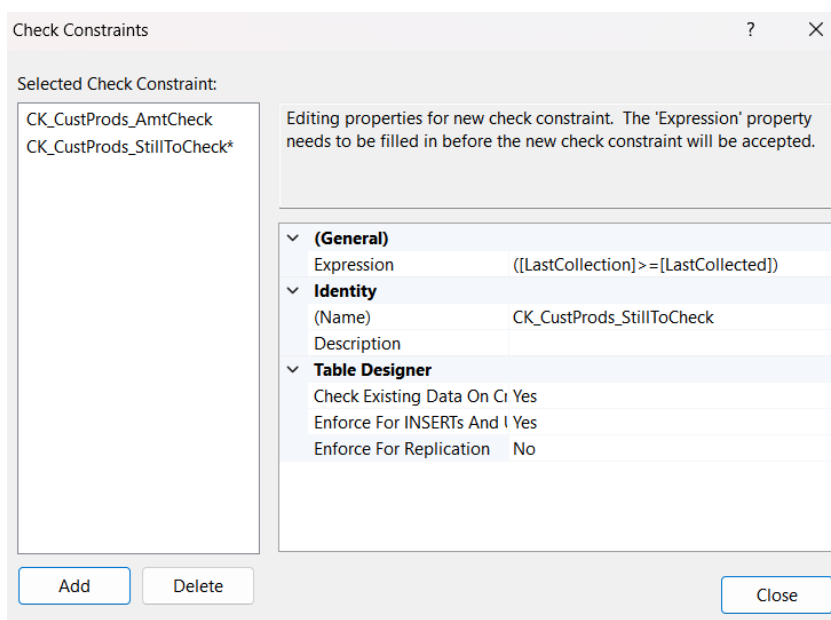 Check Constraints ?
Selected Check Constraint:
CK_CustProds_AmtCheck
CK_CustProds_StillToCheck*
Editing properties for new check constraint.  The 'Expression' property
needs to be filled in before the new check constraint will be accepted.
(General)
Expression ([LastCollection]>=[LastCollected])
Identity
(Name) CK_CustProds_StillToCheck
Description
Table Designer
Check Existing Data On Cr Yes
Enforce For INSERTs And U Yes
Enforce For Replication No
Add Delete
Close